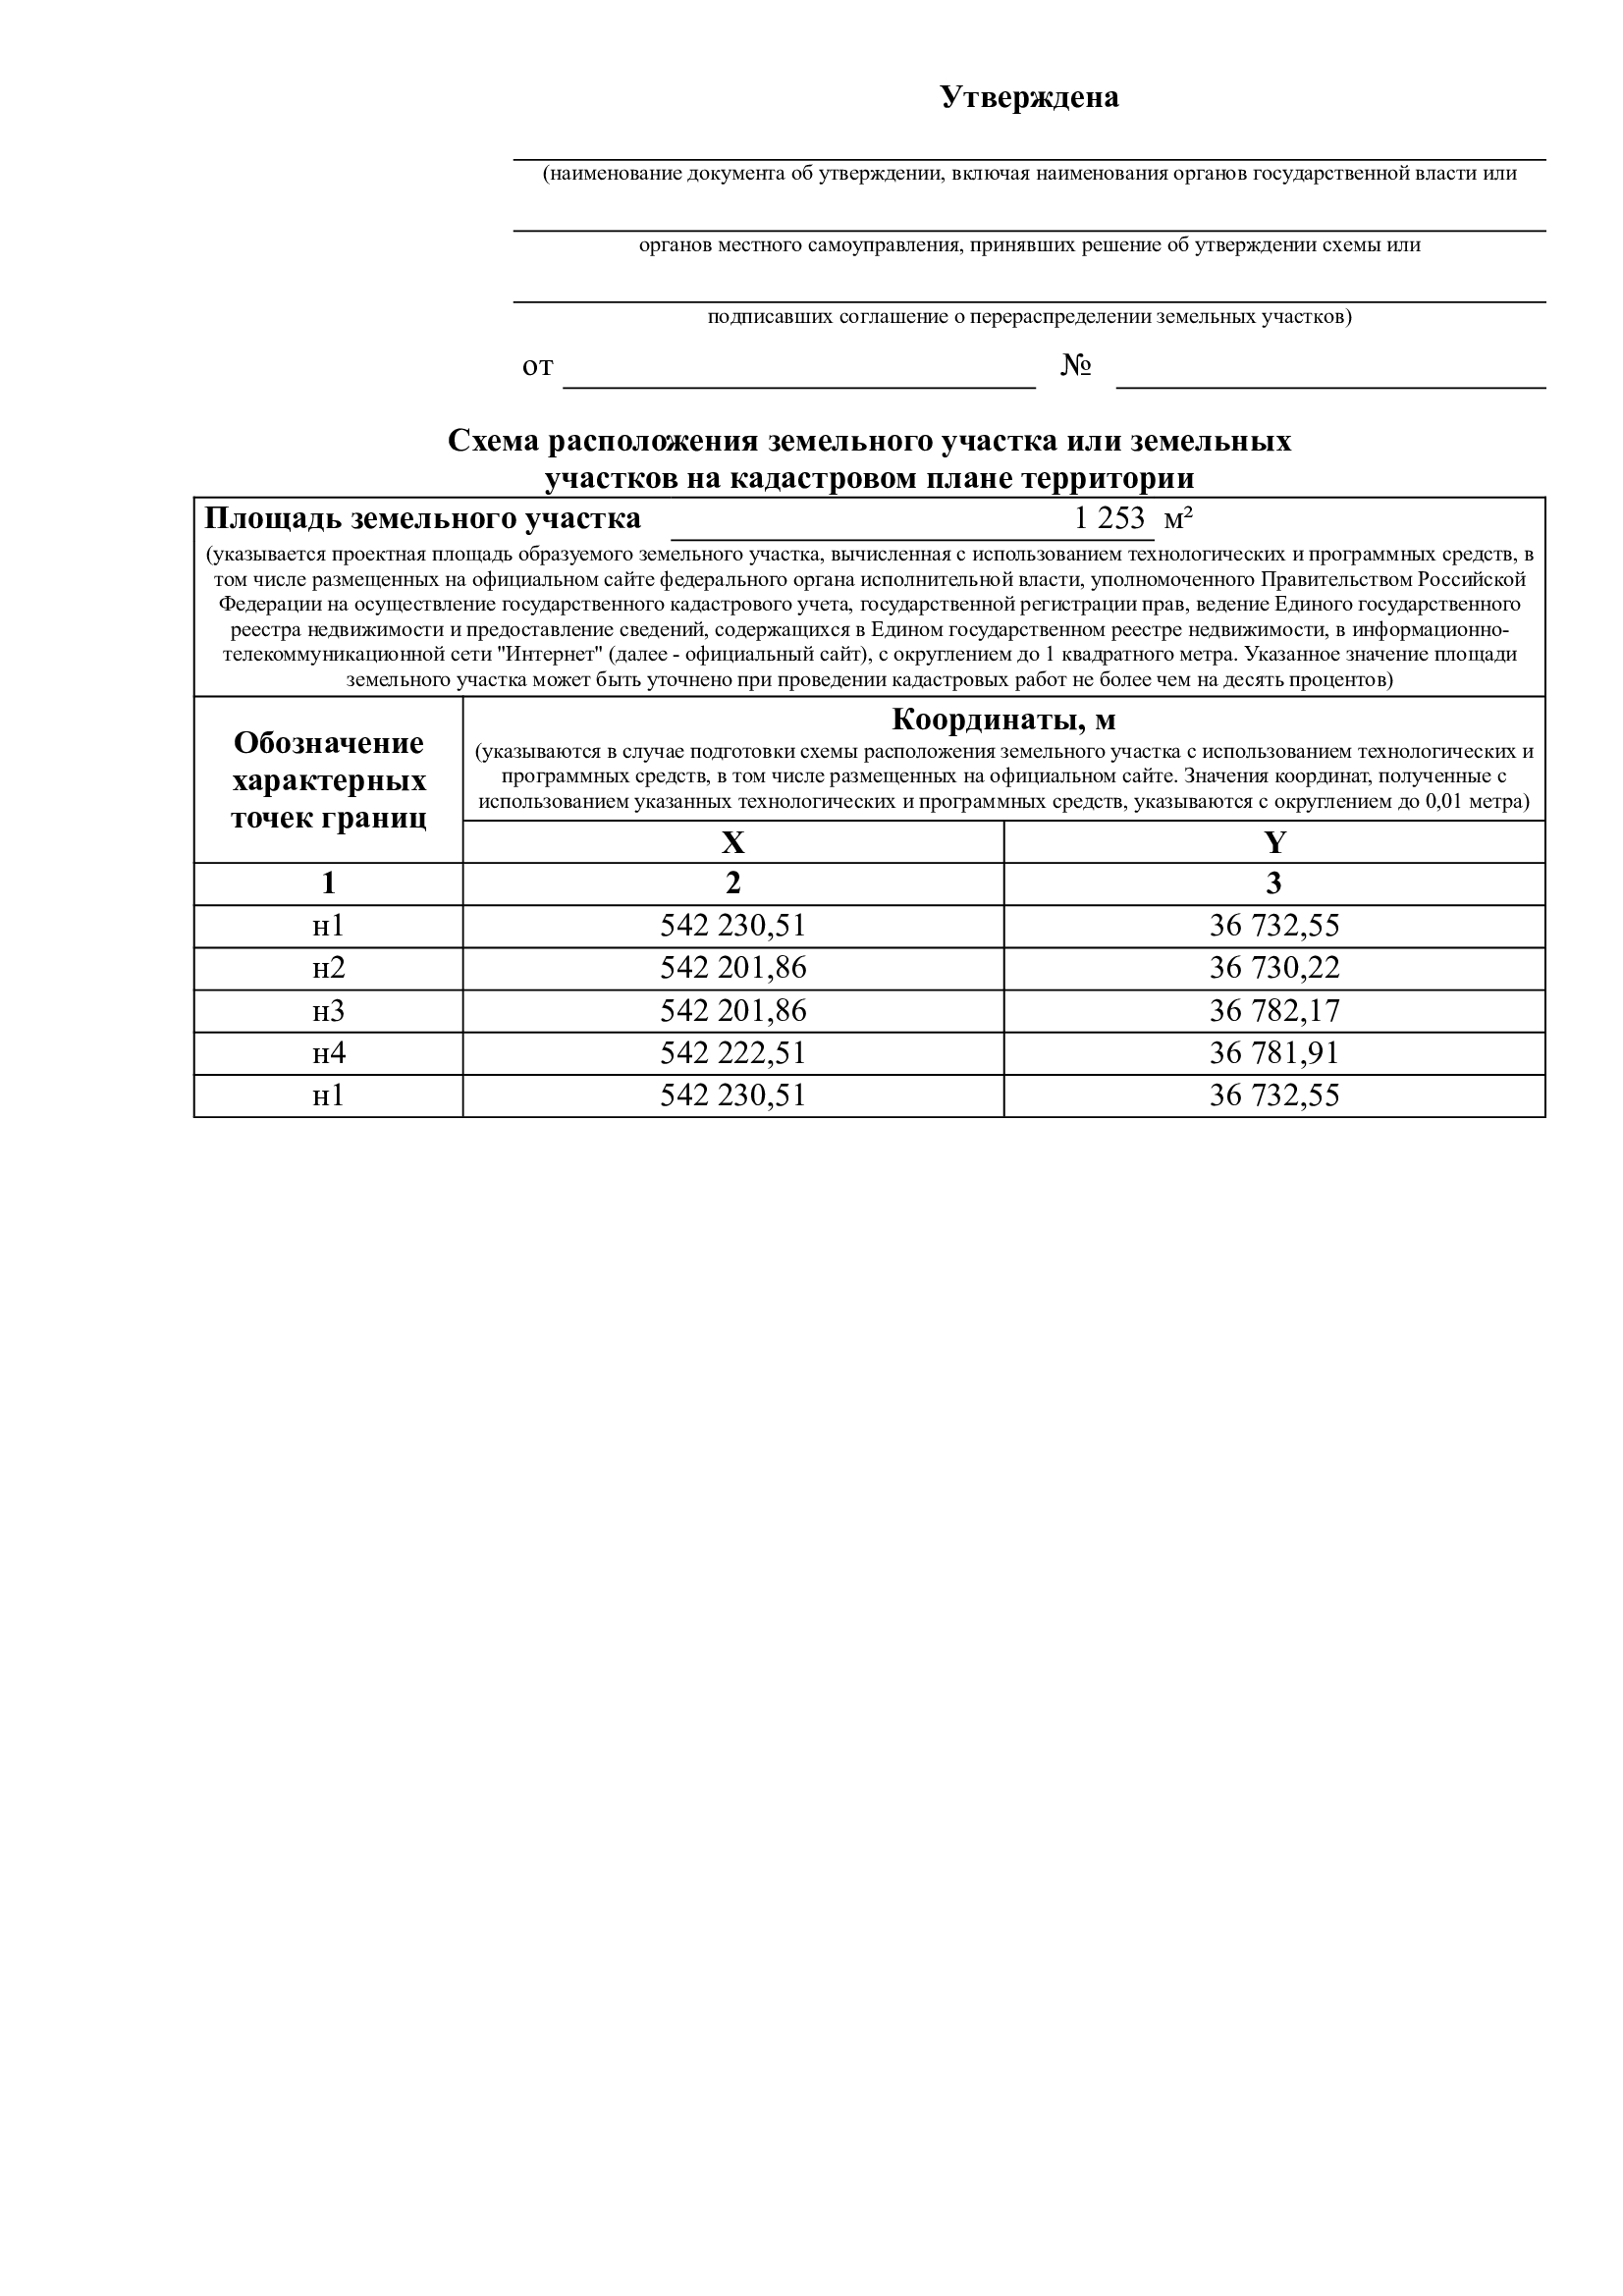 Утверждена
(наименование документа об утверждении, включая наименования органов государственной власти или
органов местного самоуправления, принявших решение об утверждении схемы или
подписавших соглашение о перераспределении земельных участков)
от №
Схема расположения земельного участка или земельных
участков на кадастровом плане территории
Площадь земельного участка 1 253 м²
(указывается проектная площадь образуемого земельного участка, вычисленная с использованием технологических и программных средств, в
том числе размещенных на официальном сайте федерального органа исполнительной власти, уполномоченного Правительством Российской
Федерации на осуществление государственного кадастрового учета, государственной регистрации прав, ведение Единого государственного
реестра недвижимости и предоставление сведений, содержащихся в Едином государственном реестре недвижимости, в информационно-
телекоммуникационной сети "Интернет" (далее - официальный сайт), с округлением до 1 квадратного метра. Указанное значение площади
земельного участка может быть уточнено при проведении кадастровых работ не более чем на десять процентов)
Обозначение
характерных
точек границ
Координаты, м
(указываются в случае подготовки схемы расположения земельного участка с использованием технологических и
программных средств, в том числе размещенных на официальном сайте. Значения координат, полученные с
использованием указанных технологических и программных средств, указываются с округлением до 0,01 метра)
X Y
1 2 3
н1 542 230,51 36 732,55
н2 542 201,86 36 730,22
н3 542 201,86 36 782,17
н4 542 222,51 36 781,91
н1 542 230,51 36 732,55